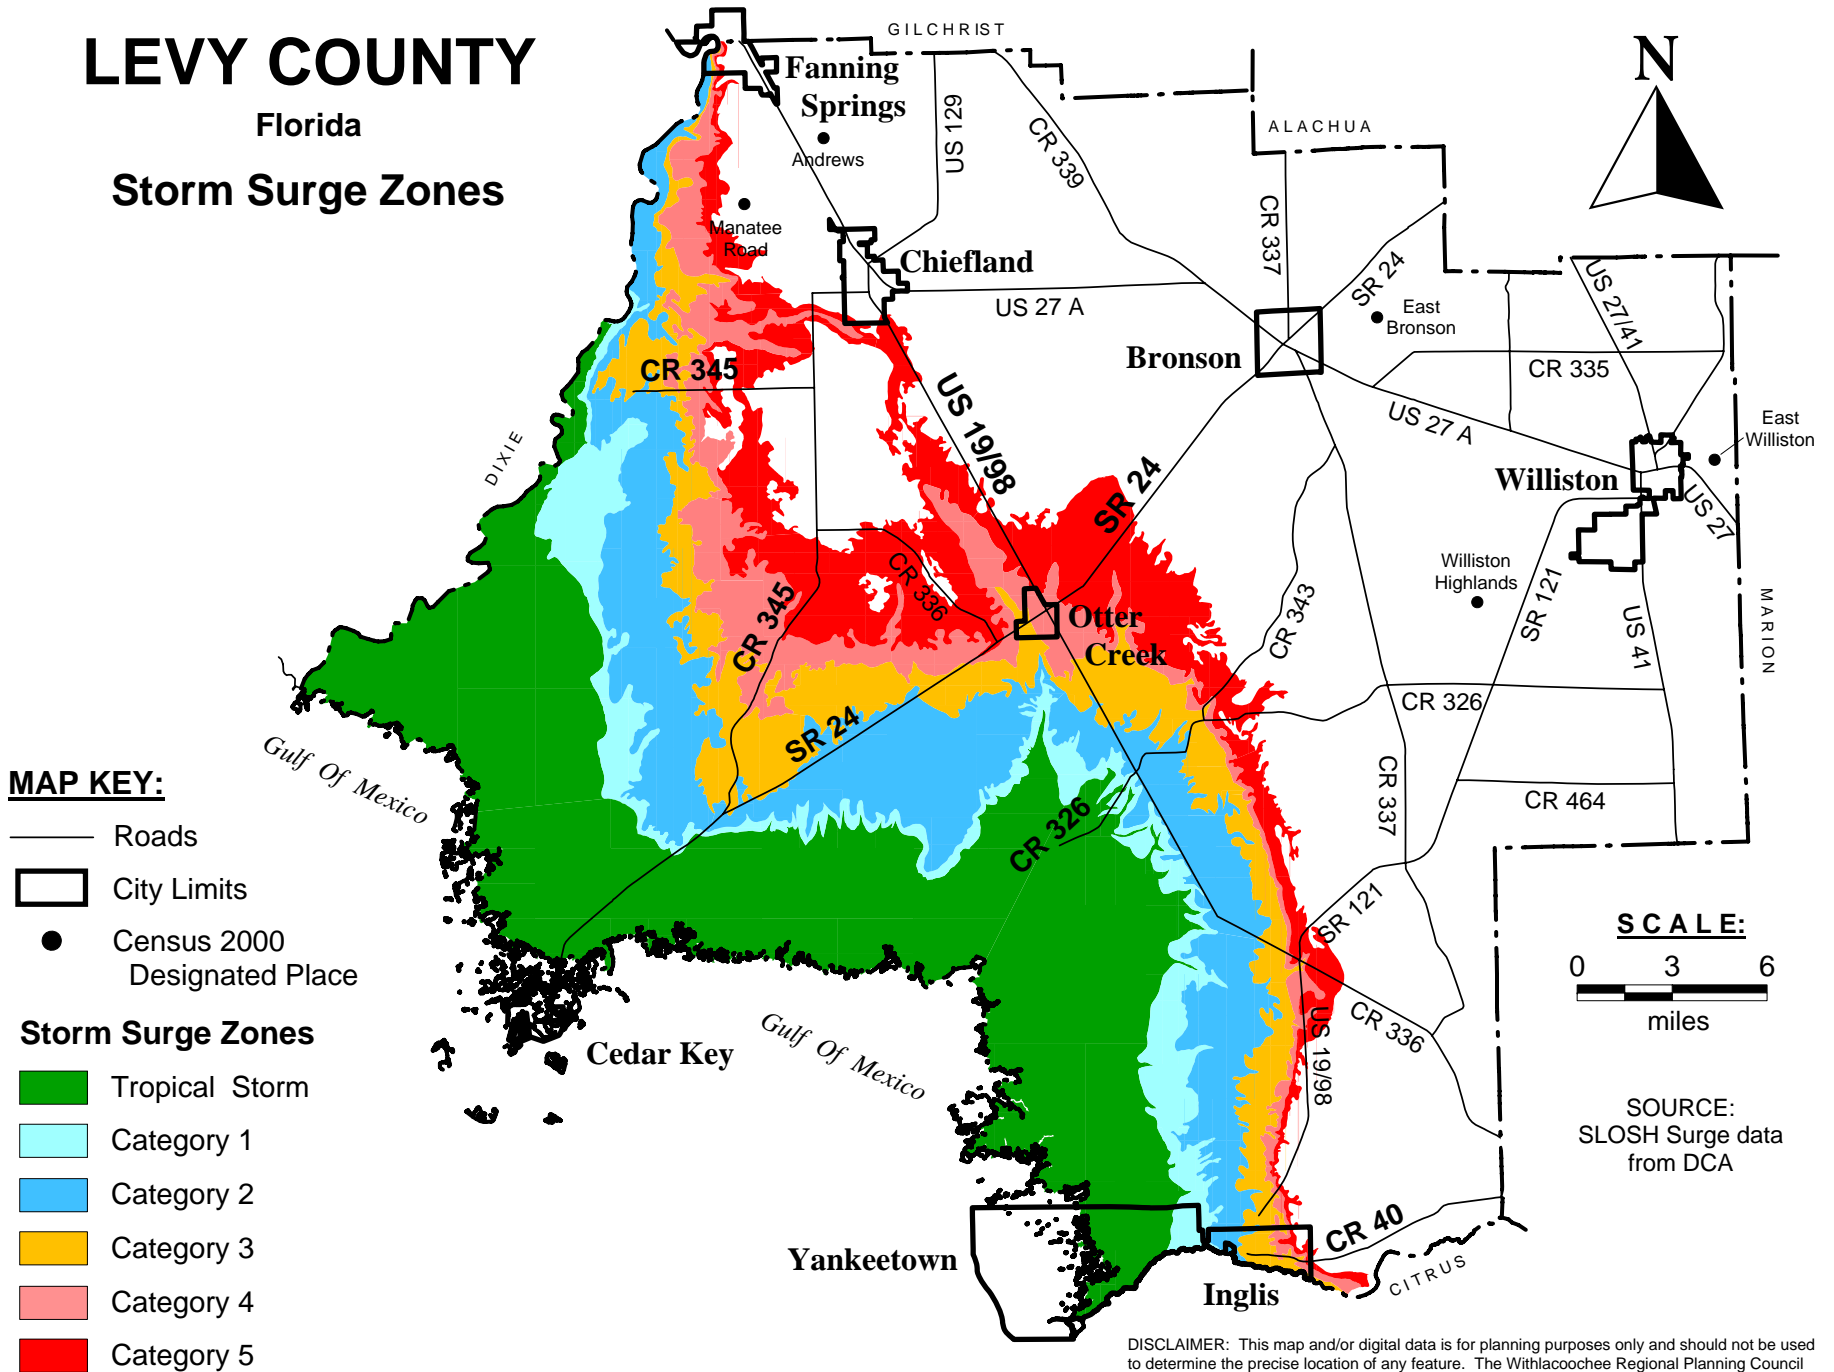 LEVY COUNTY
Florida
Storm Surge Zones
GILCHRIST
Fanning
Springs
Andrews
US 129
CR 339
ALACHUA
N
Manatee
Road
CR 337
SR 24
Chiefland
US 27 A
East
Bronson
US 27/41
Bronson
CR 345
US 19/98
CR 335
US 27 A
East
Williston
DIXIE
SR 24
Williston
US 27
Williston
Highlands
CR 336
CR 345
CR 343
SR 121
US 41
MARION
Otter
Creek
CR 326
SR 24
Gulf Of Mexico
CR 337
CR 464
CR 326
SR 121
Cedar Key
Gulf Of Mexico
US 19/98
CR 336
CR 40
Yankeetown
Inglis
CITRUS
MAP KEY:
Roads
City Limits
Census 2000
Designated Place
Storm Surge Zones
Tropical Storm
Category 1
Category 2
Category 3
Category 4
Category 5
SCALE:
0 3 6
miles
SOURCE:
SLOSH Surge data
from DCA
DISCLAIMER: This map and/or digital data is for planning purposes only and should not be used
to determine the precise location of any feature. The Withlacoochee Regional Planning Council